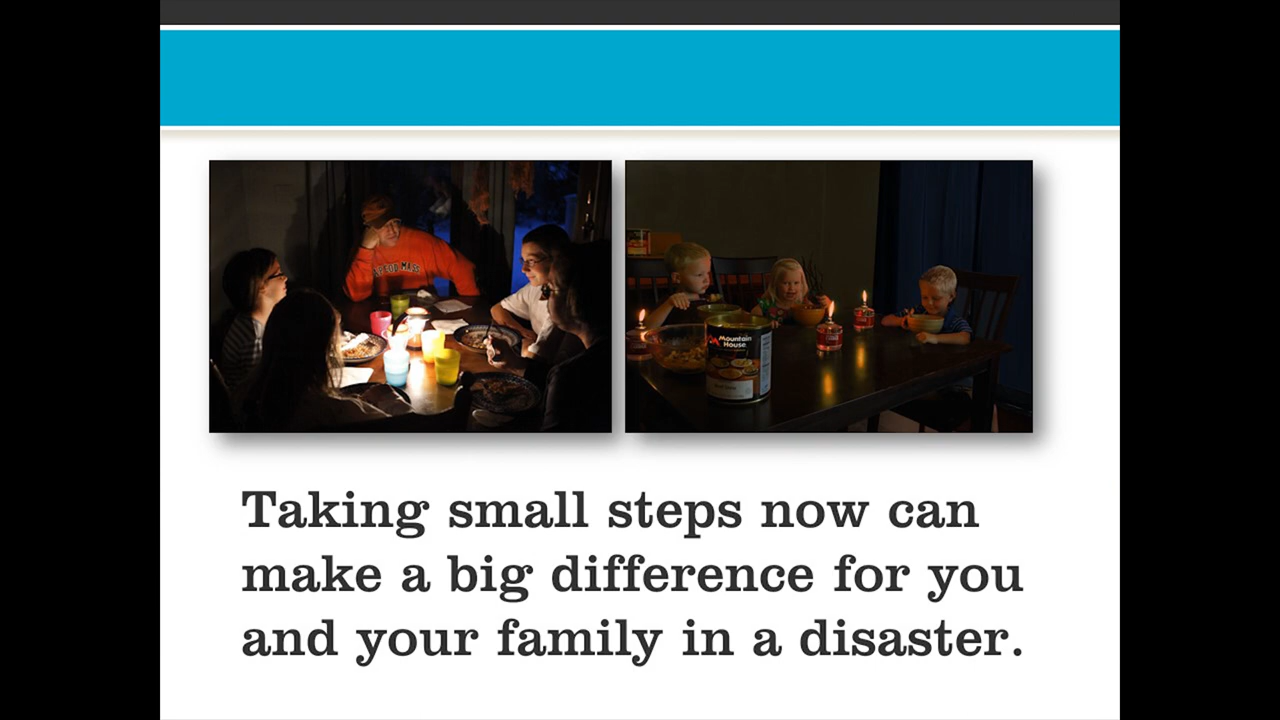 Mountain
House
Taking small steps now can
make a big difference for you
and your family in a disaster.